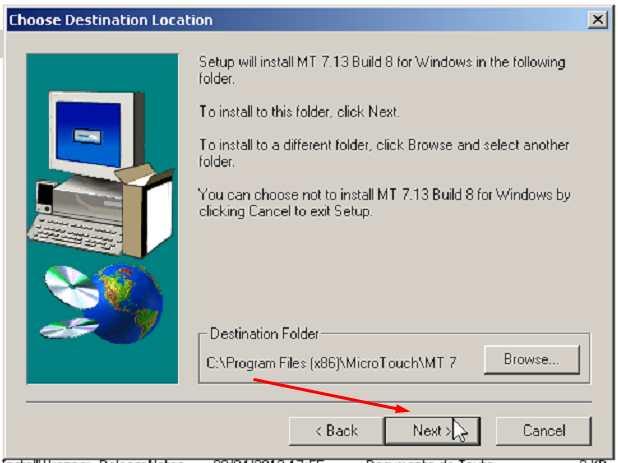 Choose Destination Location
Setup will install MT 7.13 Build 8 for Windows in the following
folder.
To install to this folder, click Next.
To install to a different folder, click Browse and select another
folder.
You can choose not to install MT 7.13 Build 8 for Windows by
clicking Cancel to exit Setup.
Destination Folder
C:\Program Files (x86)\MicroTouch\MT 7
Browse...
< Back
Next >
Cancel